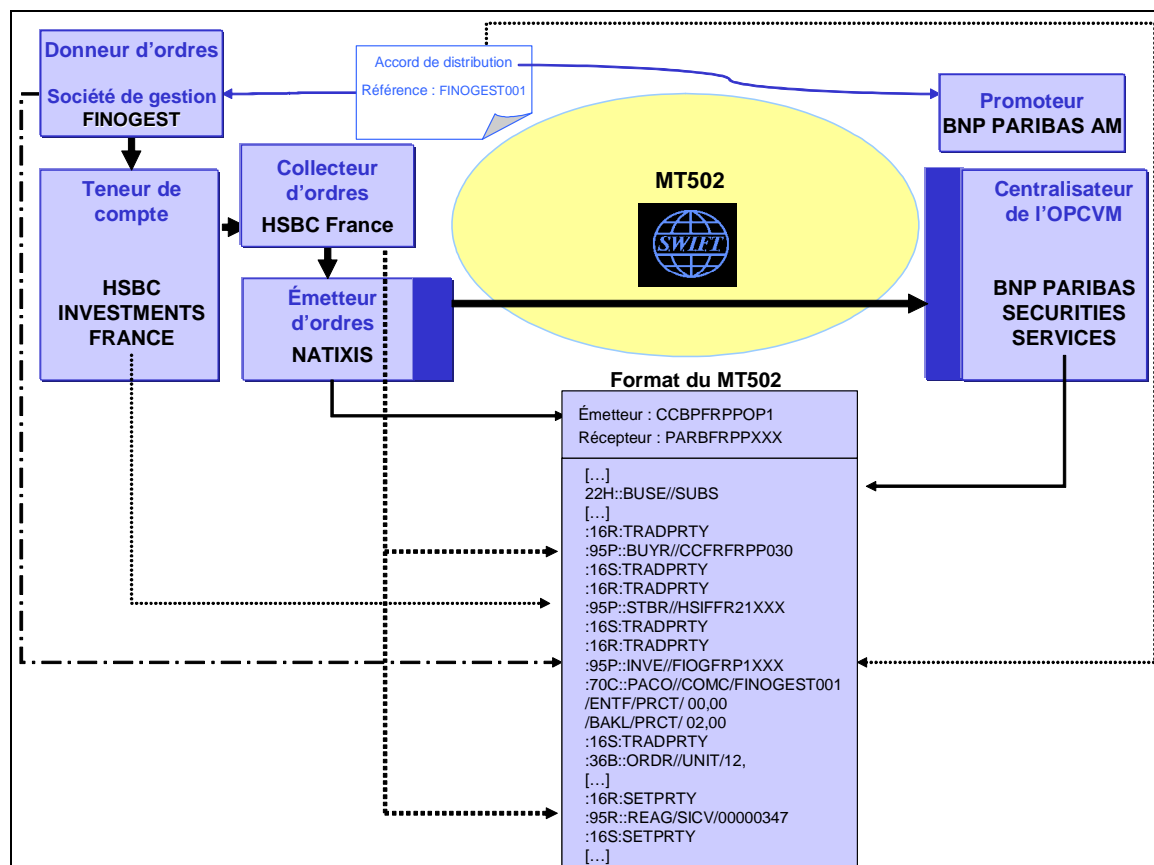 Donneur d’ordres
Société de gestion
FINOGEST
Accord de distribution
Référence : FINOGEST001
Promoteur
BNP PARIBAS AM
Teneur de
compte
HSBC
INVESTMENTS
FRANCE
Collecteur
d’ordres
HSBC France
Émetteur
d’ordres
NATIXIS
MT502
S.W.I.F.T.
Centralisateur
de l’OPCVM
BNP PARIBAS
SECURITIES
SERVICES
Format du MT502
Émetteur : CCBPFRPPOP1
Récepteur : PARBFRPPXXX
[…]
22H::BUSE//SUBS
[…]
:16R:TRADPRTY
:95P::BUYR//CCFRFRPP030
:16S:TRADPRTY
:16R:TRADPRTY
:95P::STBR//HSIFFR21XXX
:16S:TRADPRTY
:16R:TRADPRTY
:95P::INVE//FIOGFRP1XXX
:70C::PACO//COMC/FINOGEST001
/ENTF/PRCT/ 00,00
/BAKL/PRCT/ 02,00
:16S:TRADPRTY
:36B::ORDR//UNIT/12,
[…]
:16R:SETPRTY
:95R::REAG/SICV/00000347
:16S:SETPRTY
[…]